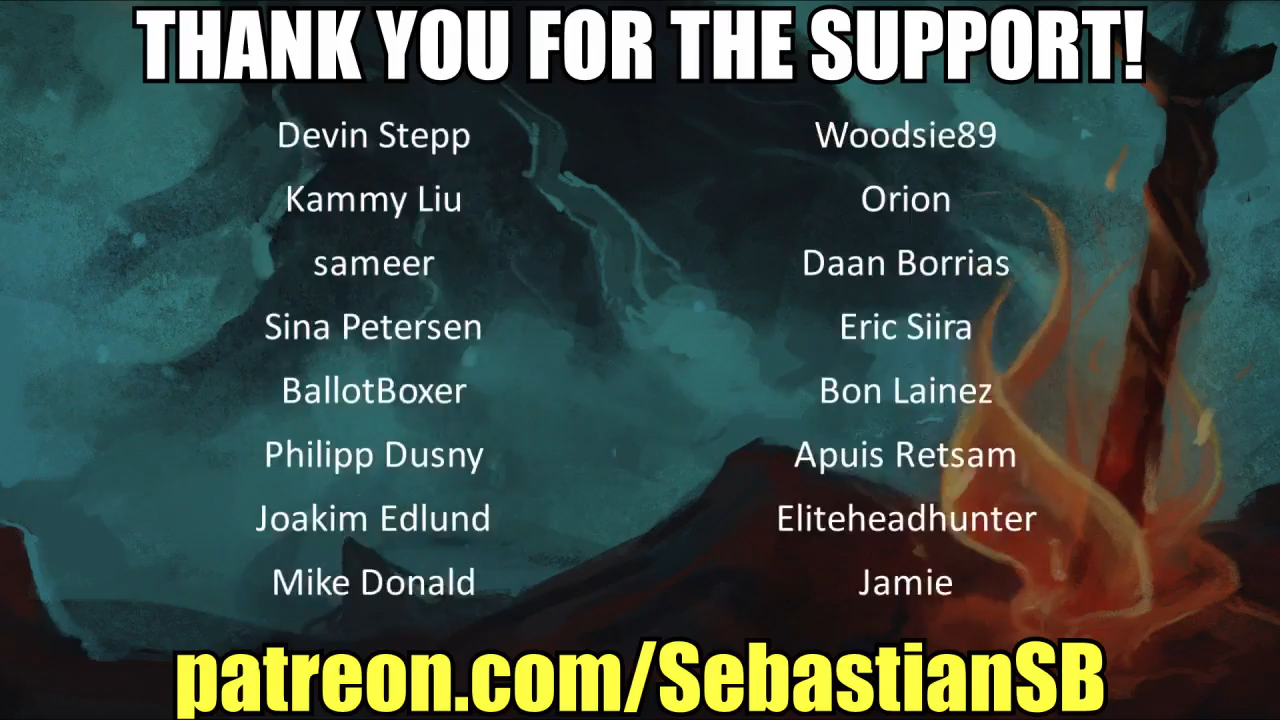 THANK YOU FOR THE SUPPORT!
Devin Stepp
Kammy Liu
sameer
Sina Petersen
BallotBoxer
Philipp Dusny
Joakim Edlund
Mike Donald
Woodsie89
Orion
Daan Borrias
Eric Siira
Bon Lainez
Apuis Retsam
Eliteheadhunter
Jamie
patreon.com/SebastianSB